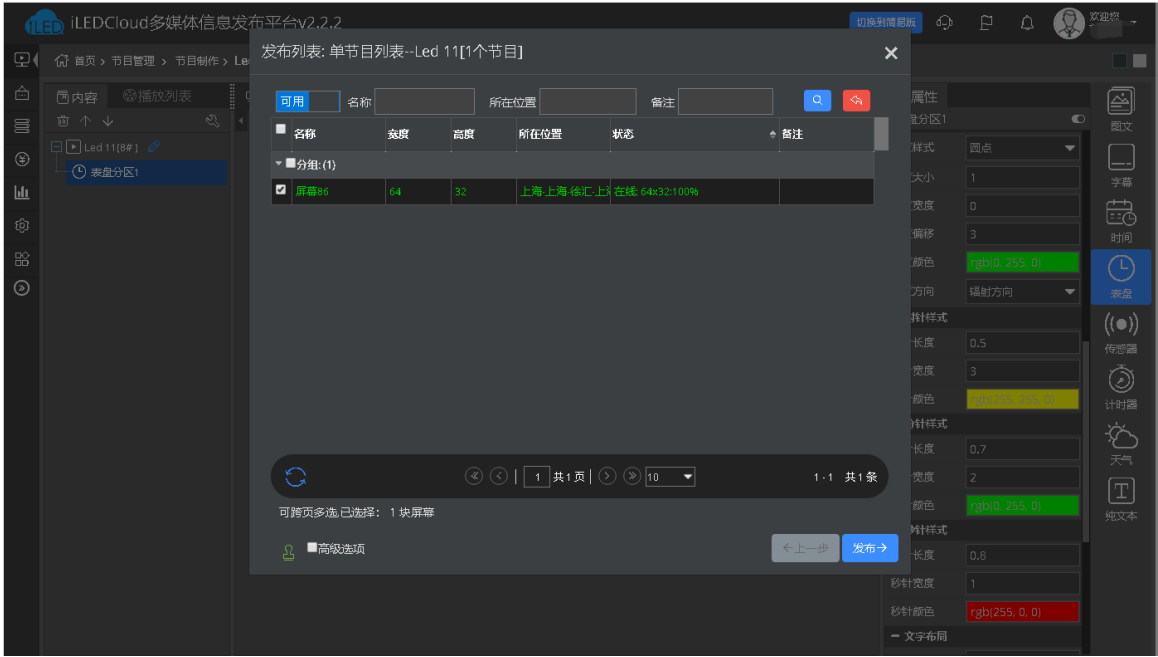 iLEDCloud多媒体信息发布平台v2.2.2
切换到简易版
欢迎您
首页 > 节目管理 > 节目制作 > Le
发布列表: 单节目列表--Led 11[1个节目]
内容 播放列表
Led 11(8#)
表盘分区1
可用 名称 所在位置 备注
名称 宽度 高度 所在位置 状态 备注
分组:(1)
屏幕86 64 32 上海-上海-徐汇-上 在线: 64x32:100%
1 共1页 10 1-1 共1条
可跨页多选,已选择: 1 块屏幕
高级选项
←上一步 发布→
属性
盘分区1
样式 圆点
大小 1
宽度 0
偏移 3
颜色 rgb(0, 255, 0)
方向 辐射方向
时针样式
长度 0.5
宽度 3
颜色 rgb(255, 255, 0)
分针样式
长度 0.7
宽度 2
颜色 rgb(0, 255, 0)
秒针样式
长度 0.8
秒针宽度 1
秒针颜色 rgb(255, 0, 0)
文字布局
图文
字幕
时间
表盘
传感器
计时器
天气
纯文本